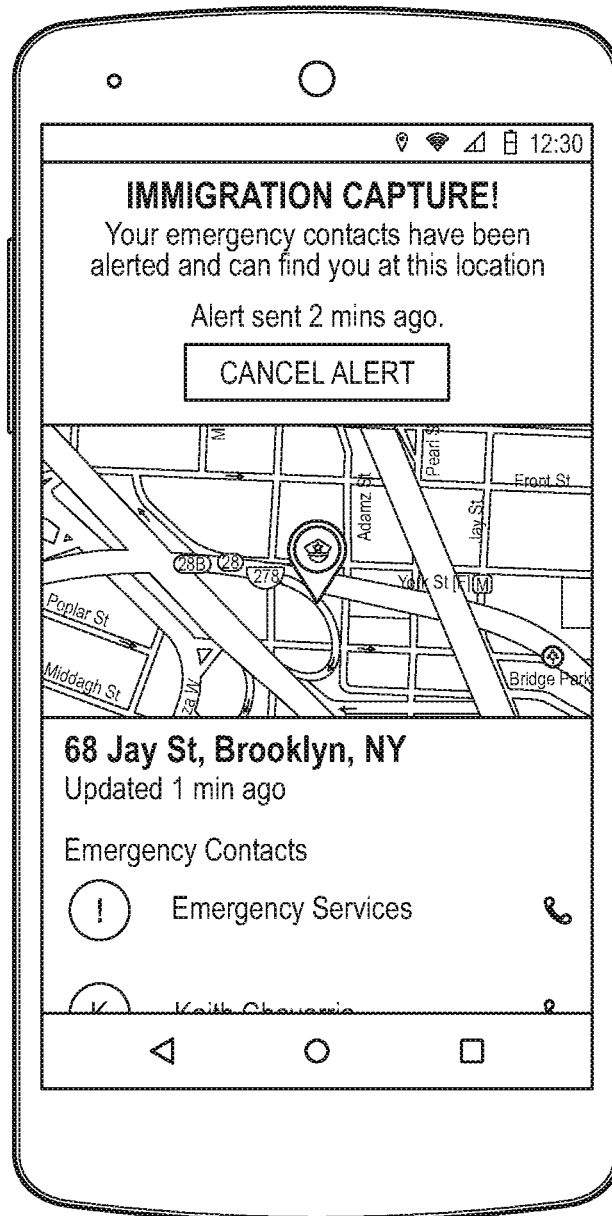 12:30
IMMIGRATION CAPTURE!
Your emergency contacts have been
alerted and can find you at this location
Alert sent 2 mins ago.
CANCEL ALERT
M
Adamz St
Pearl S
Front St
Jay St
28B 28
278
York St F M
Poplar St
Middagh St
za W
Bridge Park
68 Jay St, Brooklyn, NY
Updated 1 min ago
Emergency Contacts
! Emergency Services
K Keith